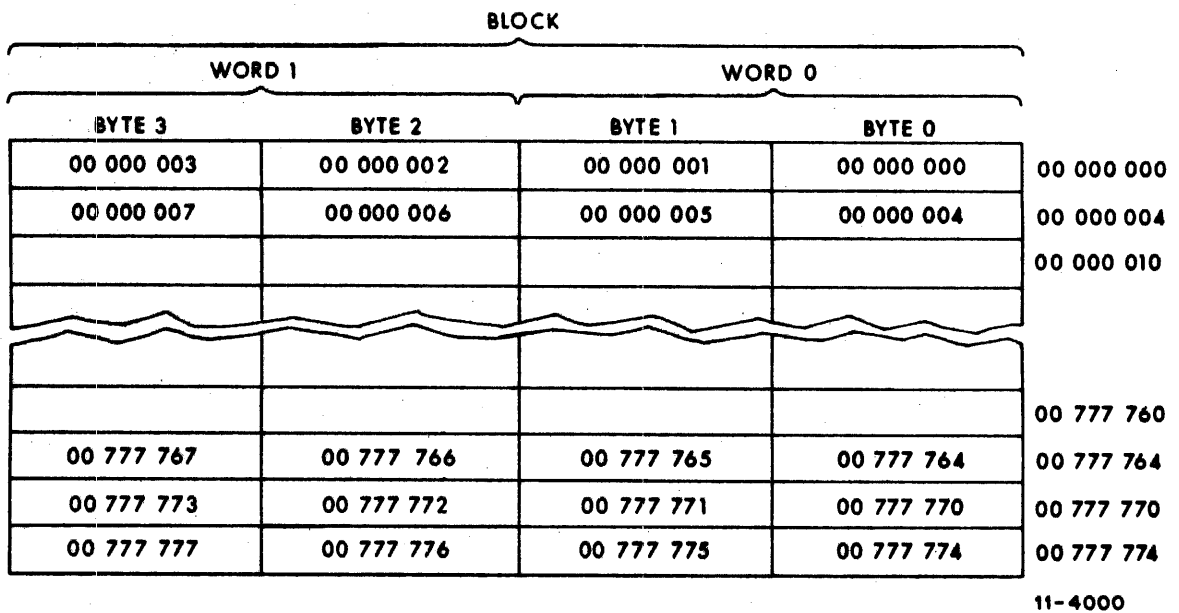 BLOCK
WORD 1 WORD 0
BYTE 3 BYTE 2 BYTE 1 BYTE 0
00 000 003 00 000 002 00 000 001 00 000 000 00 000 000
00 000 007 00 000 006 00 000 005 00 000 004 00 000 004
00 000 010
00 777 760
00 777 767 00 777 766 00 777 765 00 777 764 00 777 764
00 777 773 00 777 772 00 777 771 00 777 770 00 777 770
00 777 777 00 777 776 00 777 775 00 777 774 00 777 774
11-4000